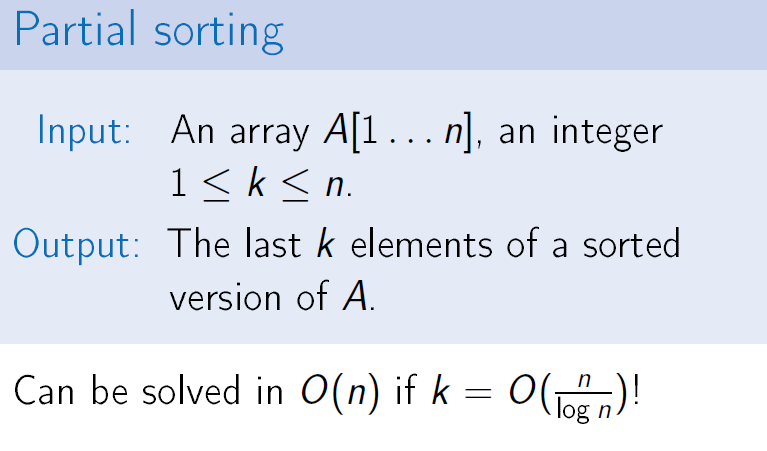 Partial sorting
Input: An array A[1 . . . n], an integer
1 ≤ k ≤ n.
Output: The last k elements of a sorted
version of A.
Can be solved in O(n) if k = O(n/log n)!